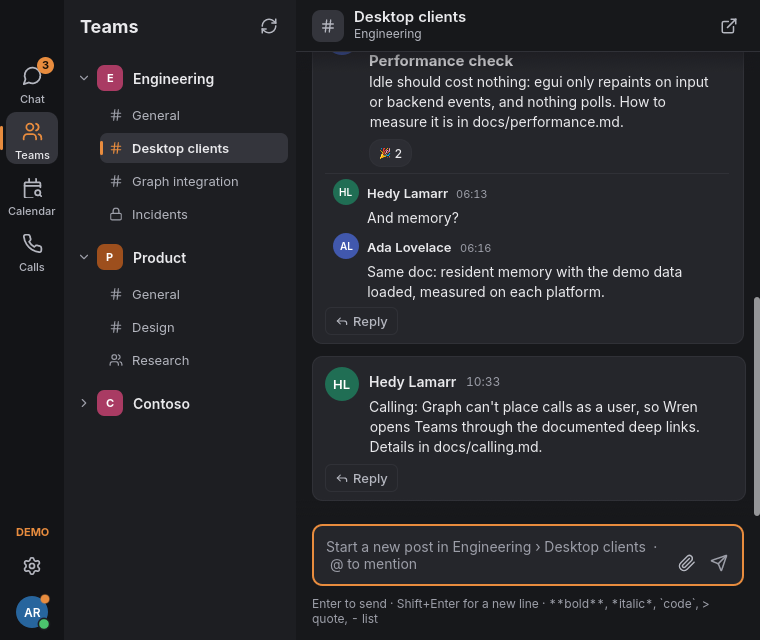 3
Chat
Teams
Calendar
Calls
DEMO
AR
Teams
E Engineering
# General
# Desktop clients
# Graph integration
Incidents
P Product
# General
# Design
Research
C Contoso
# Desktop clients
Engineering
Performance check
Idle should cost nothing: egui only repaints on input
or backend events, and nothing polls. How to
measure it is in docs/performance.md.
🎉 2
HL Hedy Lamarr 06:13
And memory?
AL Ada Lovelace 06:16
Same doc: resident memory with the demo data
loaded, measured on each platform.
Reply
HL Hedy Lamarr 10:33
Calling: Graph can't place calls as a user, so Wren
opens Teams through the documented deep links.
Details in docs/calling.md.
Reply
Start a new post in Engineering › Desktop clients ·
@ to mention
Enter to send · Shift+Enter for a new line · **bold**, *italic*, `code`, >
quote, - list